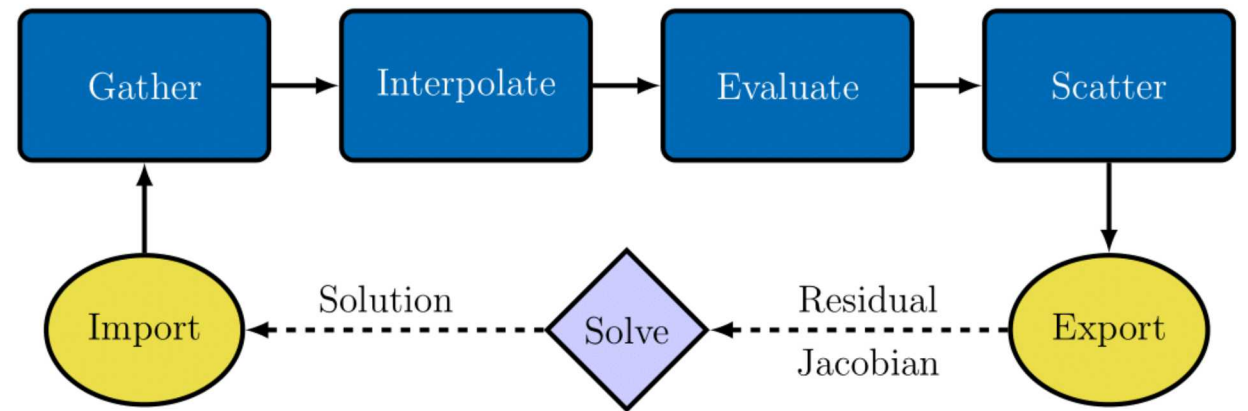 Gather
Interpolate
Evaluate
Scatter
Import
Solution
Solve
Residual
Jacobian
Export